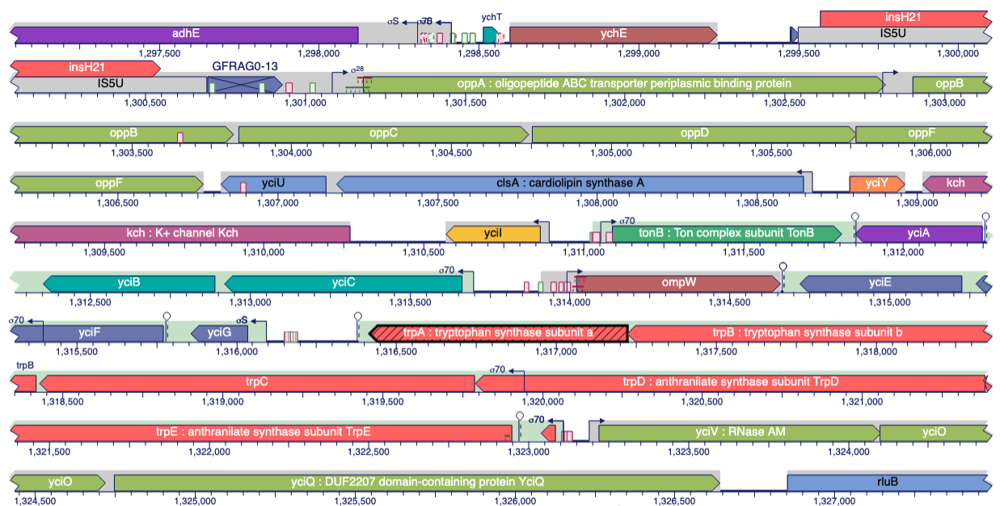 ychT
insH21
σS σ70
adhE ychE IS5U
1,297,500 1,298,000 1,298,500 1,299,000 1,299,500 1,300,000
insH21 GFRAG0-13
σ28
IS5U oppA : oligopeptide ABC transporter periplasmic binding protein oppB
1,300,500 1,301,000 1,301,500 1,302,000 1,302,500 1,303,000
oppB oppC oppD oppF
1,303,500 1,304,000 1,304,500 1,305,000 1,305,500 1,306,000
oppF yciU clsA : cardiolipin synthase A yciY kch
1,306,500 1,307,000 1,307,500 1,308,000 1,308,500 1,309,000
σ70
kch : K+ channel Kch yciI tonB : Ton complex subunit TonB yciA
1,309,500 1,310,000 1,310,500 1,311,000 1,311,500 1,312,000
σ70
yciB yciC ompW yciE
1,312,500 1,313,000 1,313,500 1,314,000 1,314,500 1,315,000
σ70 σS
yciF yciG trpA : tryptophan synthase subunit a trpB : tryptophan synthase subunit b
1,315,500 1,316,000 1,316,500 1,317,000 1,317,500 1,318,000
trpB σ70
trpC trpD : anthranilate synthase subunit TrpD
1,318,500 1,319,000 1,319,500 1,320,000 1,320,500 1,321,000
σ70
trpE : anthranilate synthase subunit TrpE yciV : RNase AM yciO
1,321,500 1,322,000 1,322,500 1,323,000 1,323,500 1,324,000
yciO yciQ : DUF2207 domain-containing protein YciQ rluB
1,324,500 1,325,000 1,325,500 1,326,000 1,326,500 1,327,000